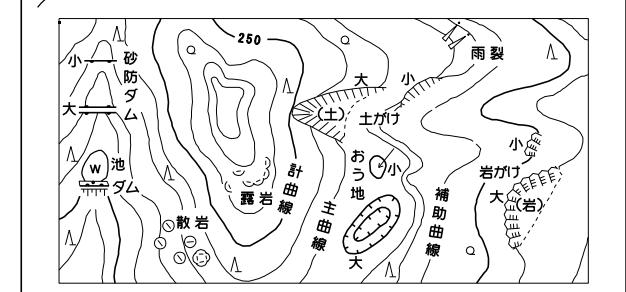 250
小
砂防ダム
大
W
池
ダム
散岩
露岩
計曲線
主曲線
大
小
(土)
土がけ
おう地
小
大
補助曲線
雨裂
小
岩がけ
大
(岩)